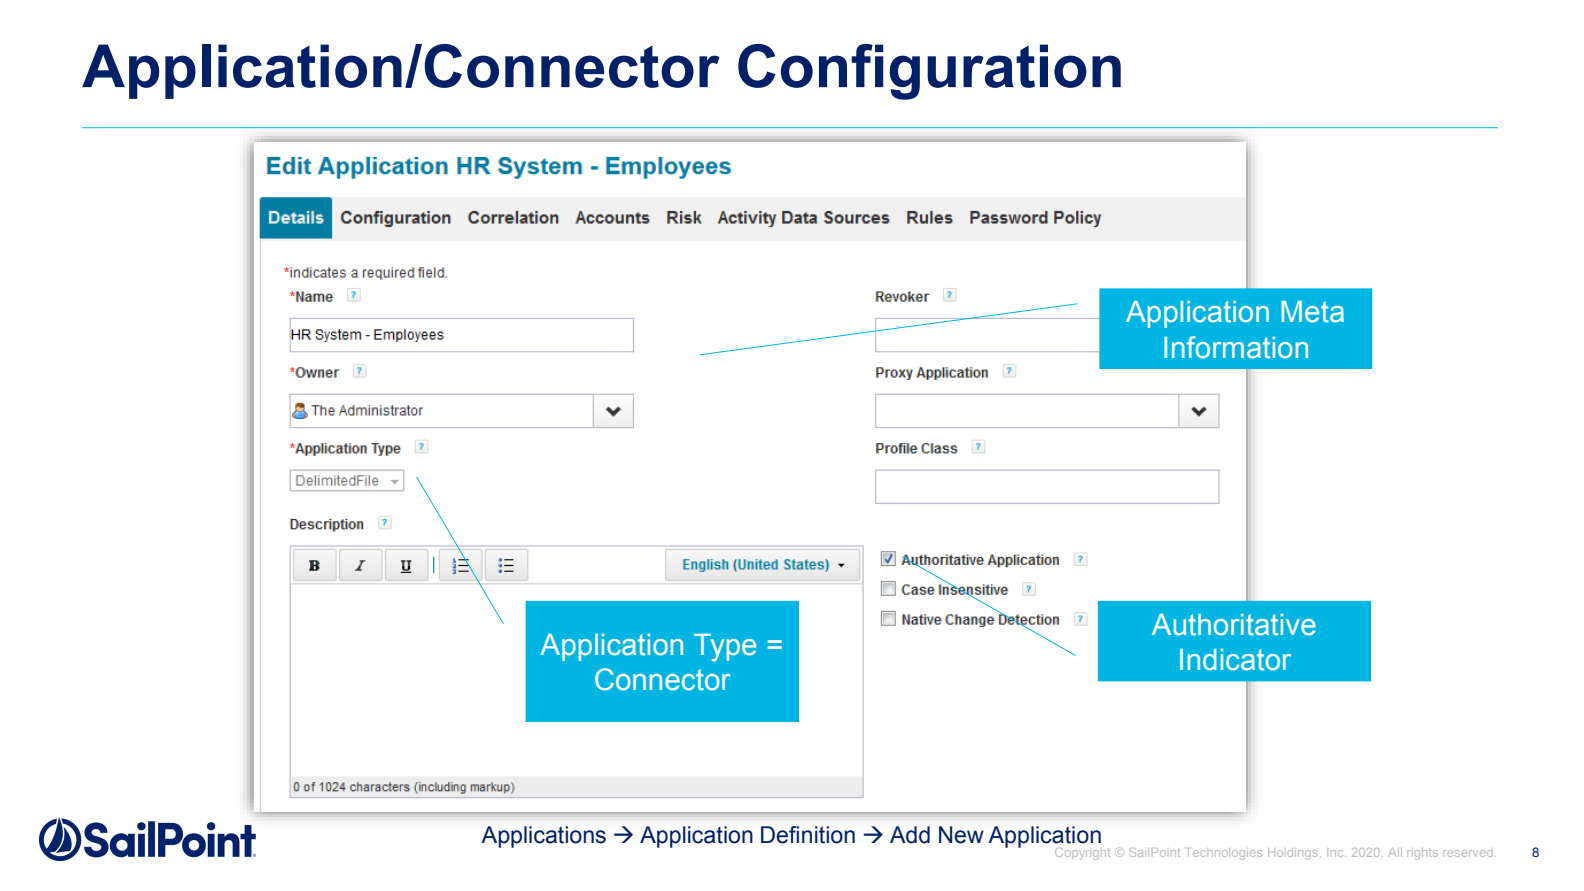 Application/Connector Configuration
Edit Application HR System - Employees
Details Configuration Correlation Accounts Risk Activity Data Sources Rules Password Policy
*indicates a required field.
*Name ?
HR System - Employees
*Owner ?
The Administrator
*Application Type ?
DelimitedFile
Description ?
B I U English (United States)
0 of 1024 characters (including markup)
Revoker ?
Proxy Application ?
Profile Class ?
Authoritative Application ?
Case Insensitive ?
Native Change Detection ?
Application Meta
Information
Application Type =
Connector
Authoritative
Indicator
SailPoint
Applications → Application Definition → Add New Application
Copyright © SailPoint Technologies Holdings, Inc. 2020. All rights reserved.
8